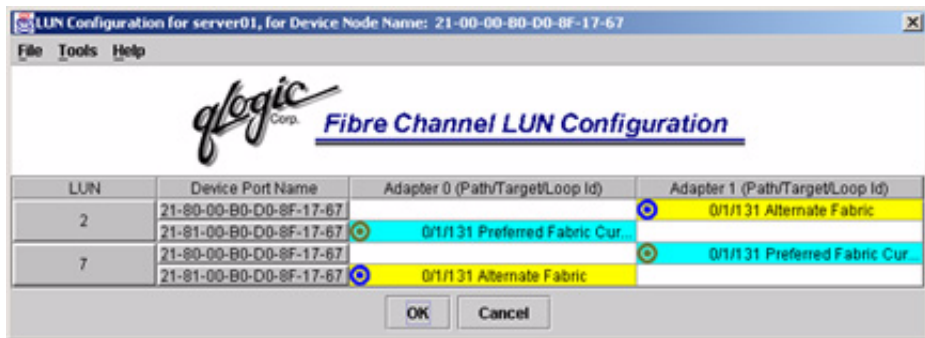 LUN Configuration for server01, for Device Node Name: 21-00-00-B0-D0-8F-17-67
File Tools Help
qlogic
Corp.
Fibre Channel LUN Configuration
LUN Device Port Name Adapter 0 (Path/Target/Loop Id) Adapter 1 (Path/Target/Loop Id)
2 21-80-00-B0-D0-8F-17-67 0/1/131 Alternate Fabric
21-81-00-B0-D0-8F-17-67 0/1/131 Preferred Fabric Cur...
7 21-80-00-B0-D0-8F-17-67 0/1/131 Preferred Fabric Cur...
21-81-00-B0-D0-8F-17-67 0/1/131 Alternate Fabric
OK Cancel